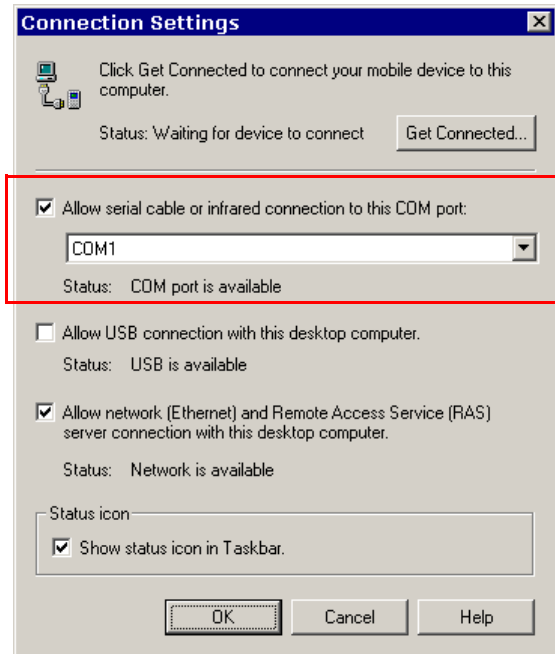 Connection Settings
Click Get Connected to connect your mobile device to this
computer.
Status: Waiting for device to connect
Get Connected...
Allow serial cable or infrared connection to this COM port:
COM1
Status: COM port is available
Allow USB connection with this desktop computer.
Status: USB is available
Allow network (Ethernet) and Remote Access Service (RAS)
server connection with this desktop computer.
Status: Network is available
Status icon
Show status icon in Taskbar.
OK
Cancel
Help